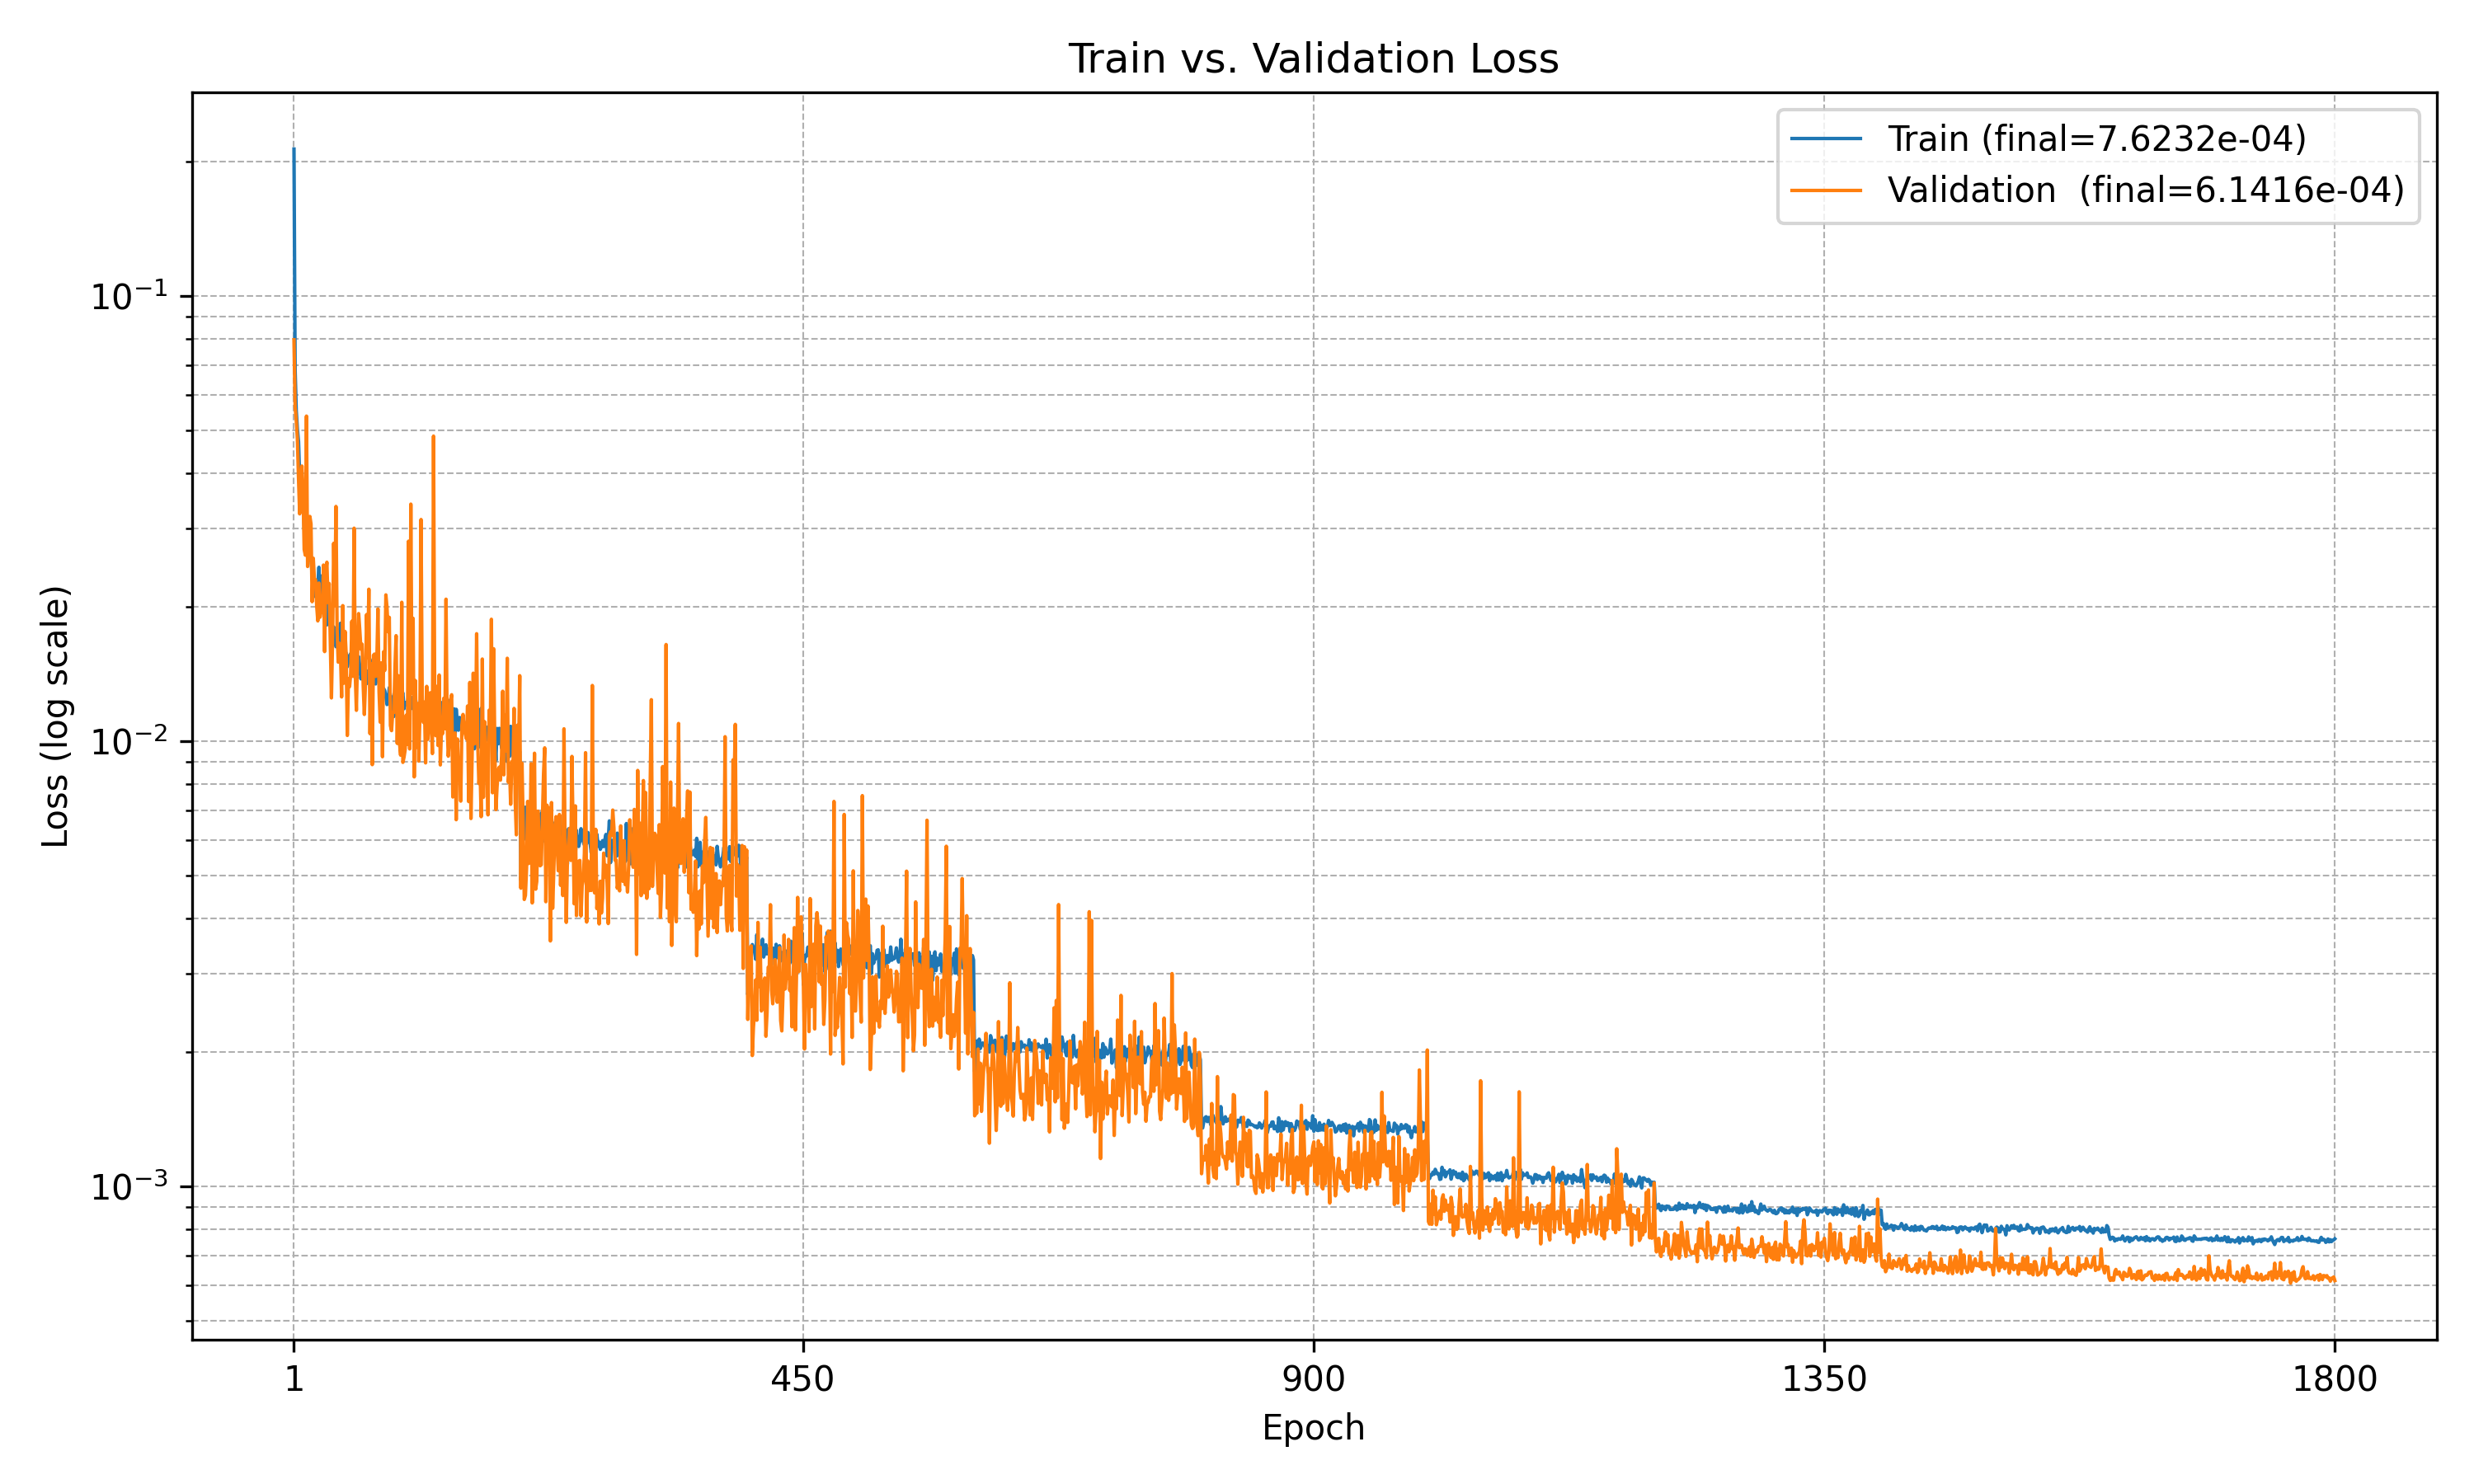 Train vs. Validation Loss
Train (final=7.6232e-04)
Validation  (final=6.1416e-04)
Loss (log scale)
10⁻¹
10⁻²
10⁻³
1 450 900 1350 1800
Epoch